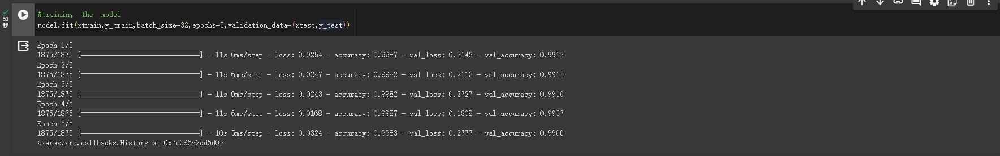 53
秒
#training  the  model
model.fit(xtrain,y_train,batch_size=32,epochs=5,validation_data=(xtest,y_test))
Epoch 1/5
1875/1875 [==============================] - 11s 6ms/step - loss: 0.0254 - accuracy: 0.9987 - val_loss: 0.2143 - val_accuracy: 0.9913
Epoch 2/5
1875/1875 [==============================] - 11s 6ms/step - loss: 0.0247 - accuracy: 0.9982 - val_loss: 0.2113 - val_accuracy: 0.9913
Epoch 3/5
1875/1875 [==============================] - 11s 6ms/step - loss: 0.0243 - accuracy: 0.9982 - val_loss: 0.2727 - val_accuracy: 0.9910
Epoch 4/5
1875/1875 [==============================] - 11s 6ms/step - loss: 0.0168 - accuracy: 0.9987 - val_loss: 0.1808 - val_accuracy: 0.9937
Epoch 5/5
1875/1875 [==============================] - 10s 5ms/step - loss: 0.0324 - accuracy: 0.9983 - val_loss: 0.2777 - val_accuracy: 0.9906
<keras.src.callbacks.History at 0x7d39582cd5d0>